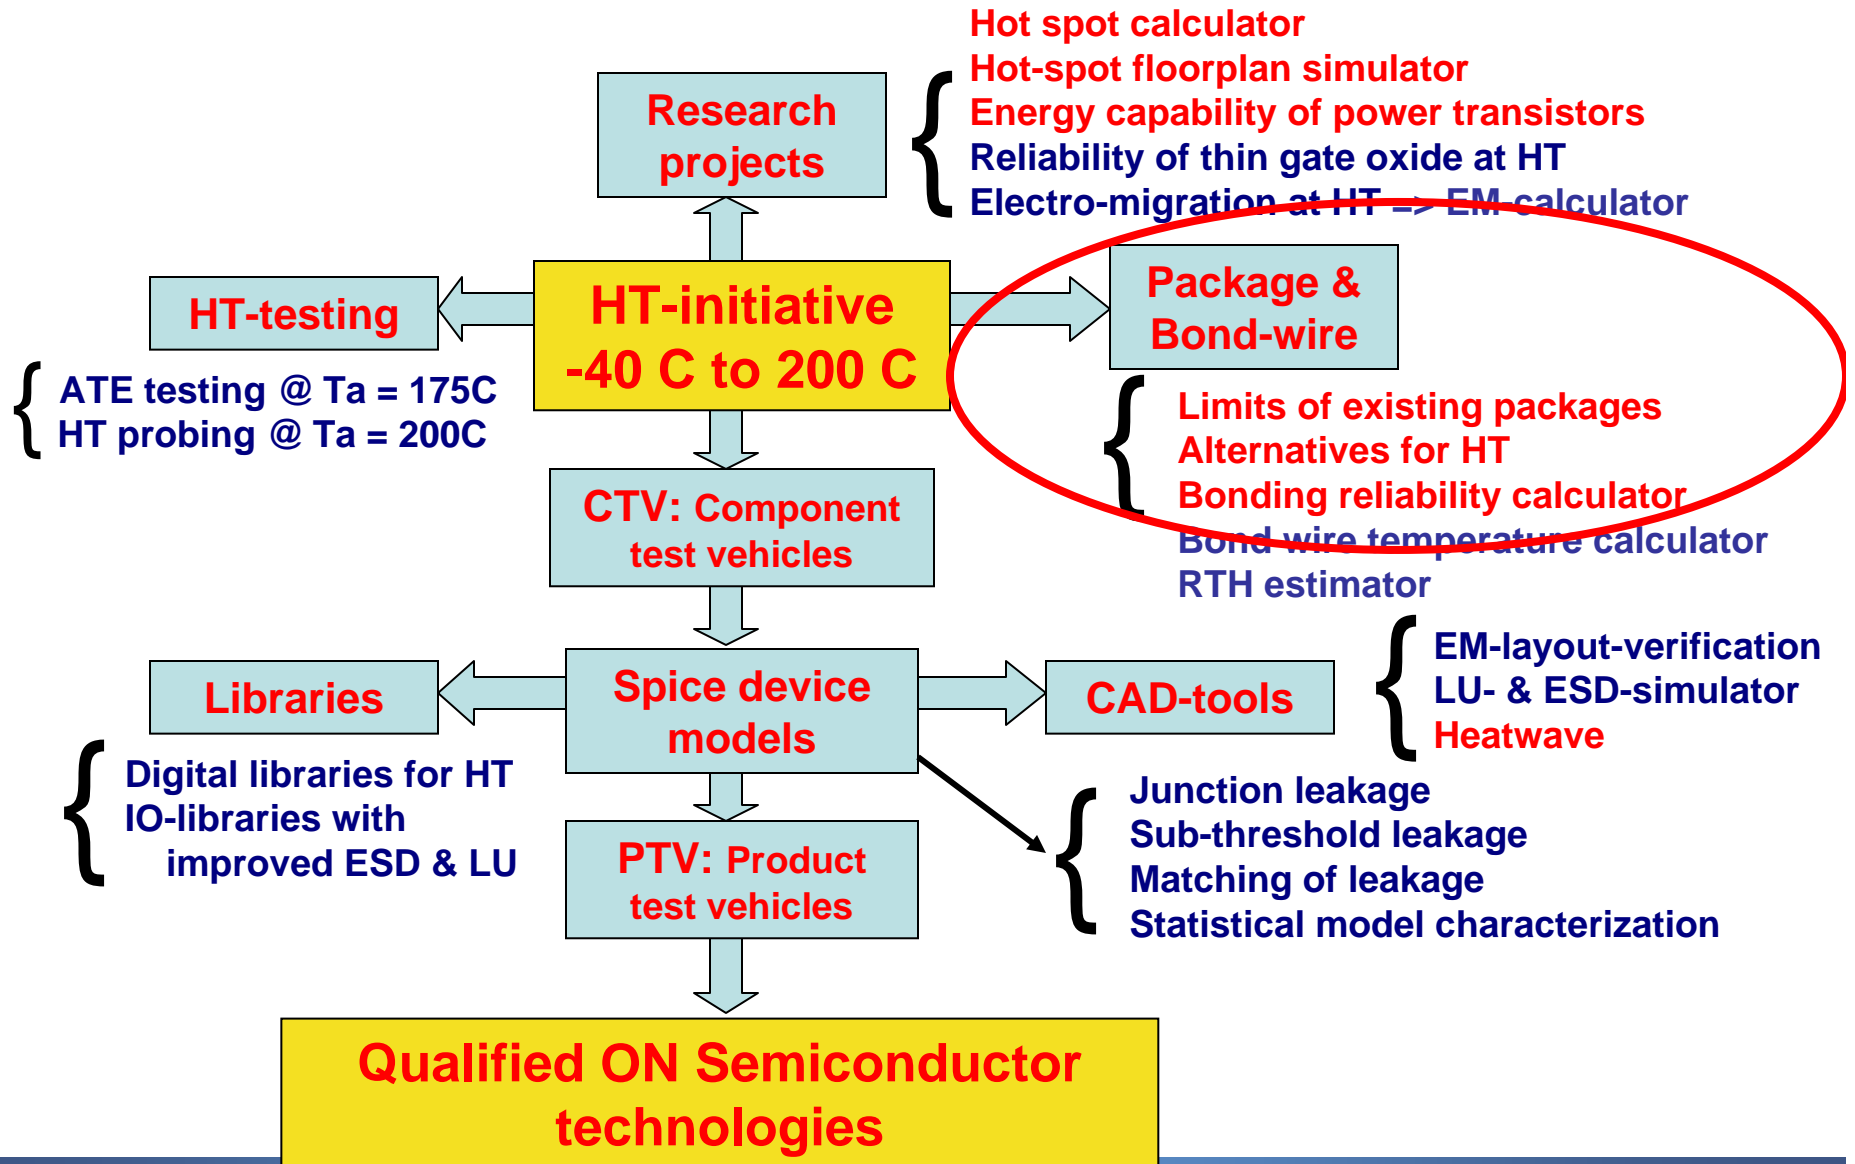 Hot spot calculator
Hot-spot floorplan simulator
Energy capability of power transistors
Reliability of thin gate oxide at HT
Electro-migration at HT => EM-calculator
Research
projects
HT-testing
ATE testing @ Ta = 175C
HT probing @ Ta = 200C
HT-initiative
-40 C to 200 C
Package &
Bond-wire
Limits of existing packages
Alternatives for HT
Bonding reliability calculator
Bond wire temperature calculator
RTH estimator
CTV: Component
test vehicles
Libraries
Digital libraries for HT
IO-libraries with
improved ESD & LU
Spice device
models
CAD-tools
EM-layout-verification
LU- & ESD-simulator
Heatwave
Junction leakage
Sub-threshold leakage
Matching of leakage
Statistical model characterization
PTV: Product
test vehicles
Qualified ON Semiconductor
technologies